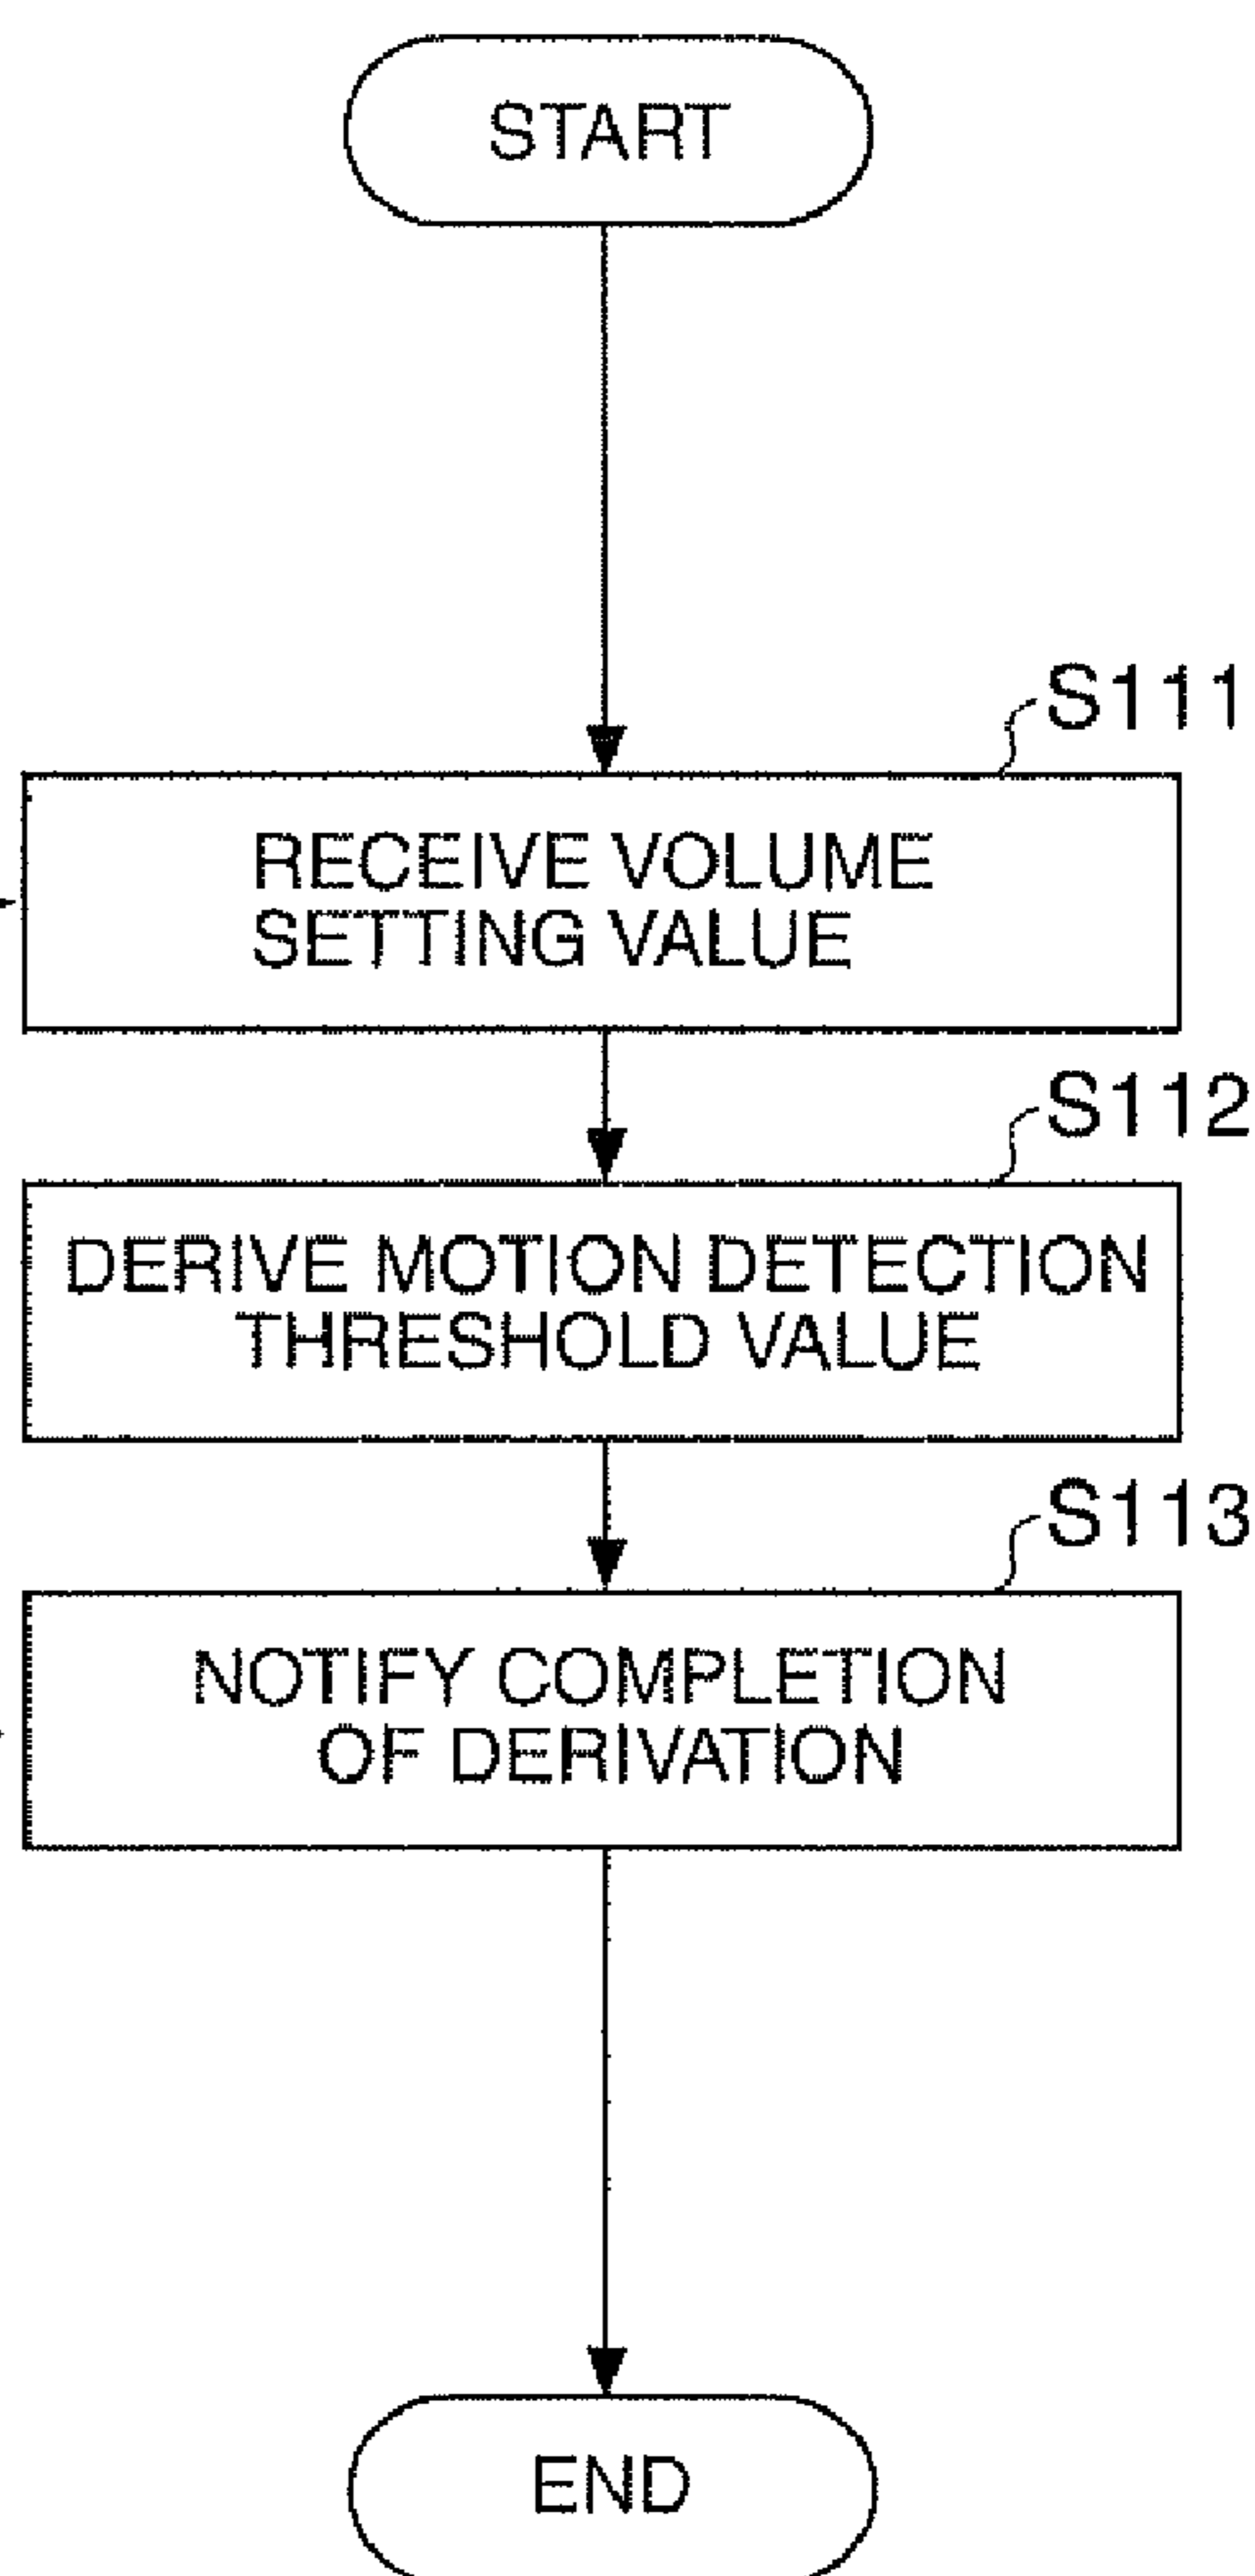 START
S111
RECEIVE VOLUME
SETTING VALUE
S112
DERIVE MOTION DETECTION
THRESHOLD VALUE
S113
NOTIFY COMPLETION
OF DERIVATION
END